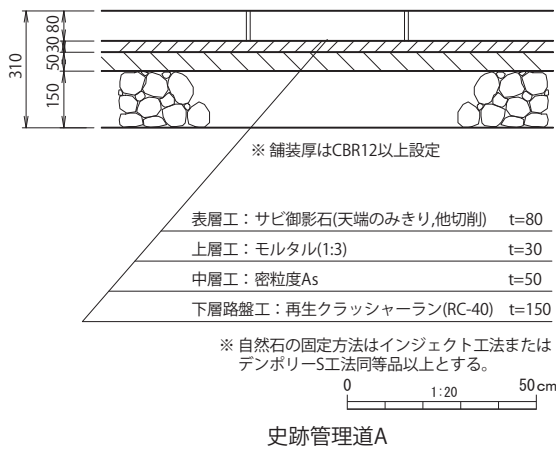 310
80
30
50
150
※ 舗装厚はCBR12以上設定
表層工：サビ御影石(天端のみきり,他切削) t=80
上層工：モルタル(1:3) t=30
中層工：密粒度As t=50
下層路盤工：再生クラッシャーラン(RC-40) t=150
※ 自然石の固定方法はインジェクト工法または
デンポリーS工法同等品以上とする。
0 1:20 50cm
史跡管理道A